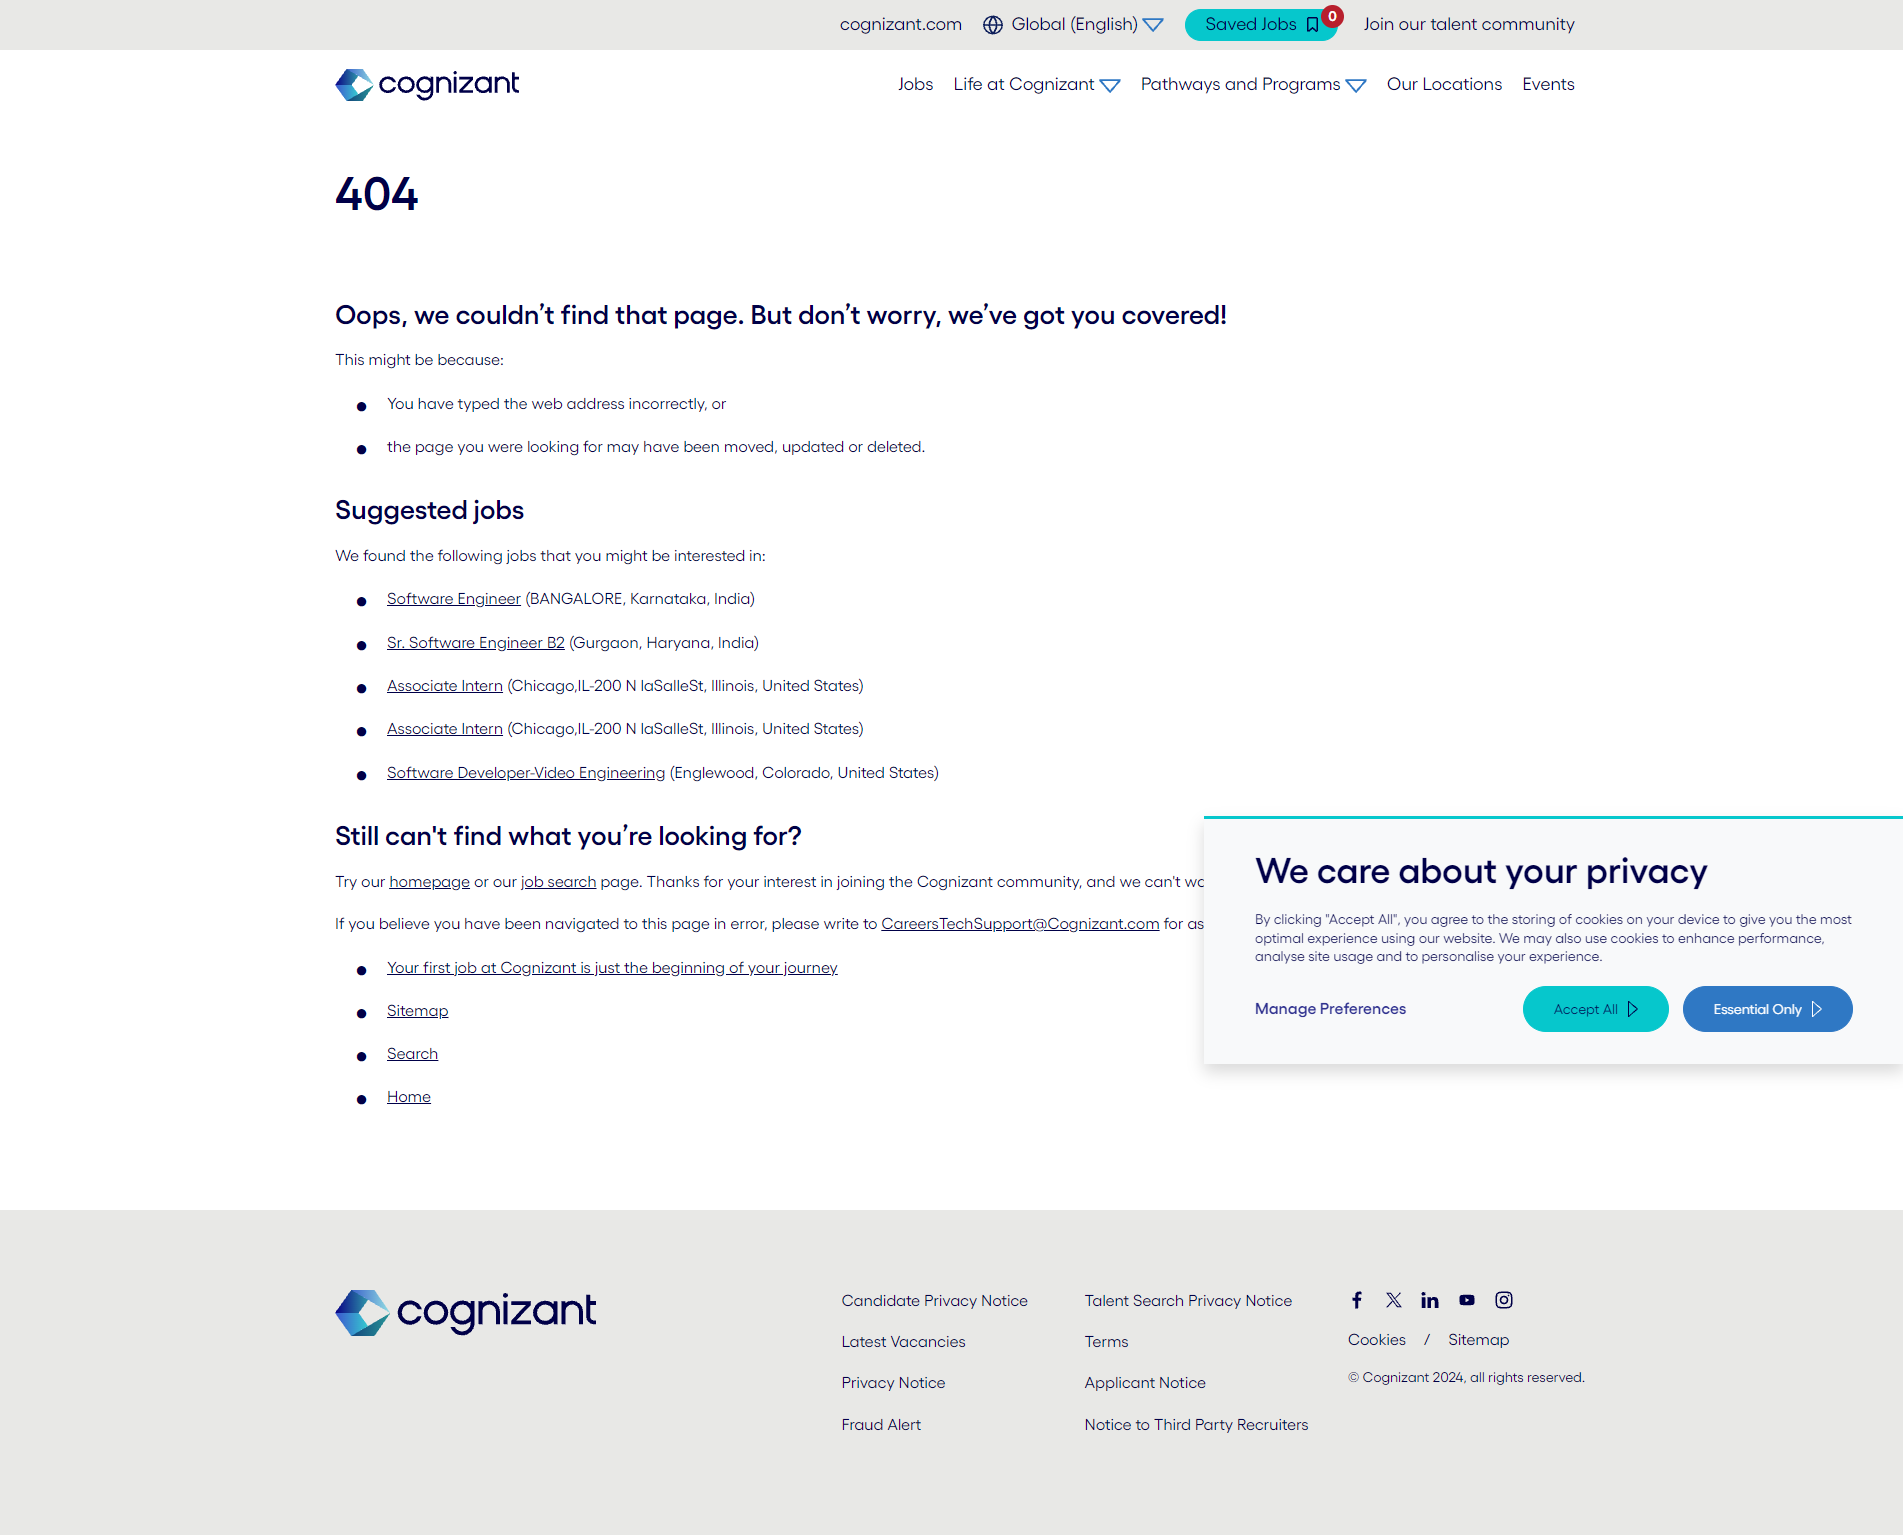 cognizant.com Global (English) Saved Jobs 0 Join our talent community
cognizant Jobs Life at Cognizant Pathways and Programs Our Locations Events
404
Oops, we couldn’t find that page. But don’t worry, we’ve got you covered!
This might be because:
You have typed the web address incorrectly, or
the page you were looking for may have been moved, updated or deleted.
Suggested jobs
We found the following jobs that you might be interested in:
Software Engineer (BANGALORE, Karnataka, India)
Sr. Software Engineer B2 (Gurgaon, Haryana, India)
Associate Intern (Chicago,IL-200 N laSalleSt, Illinois, United States)
Associate Intern (Chicago,IL-200 N laSalleSt, Illinois, United States)
Software Developer-Video Engineering (Englewood, Colorado, United States)
Still can't find what you’re looking for?
Try our homepage or our job search page. Thanks for your interest in joining the Cognizant community, and we can’t
If you believe you have been navigated to this page in error, please write to CareersTechSupport@Cognizant.com for
Your first job at Cognizant is just the beginning of your journey
Sitemap
Search
Home
We care about your privacy
By clicking "Accept All", you agree to the storing of cookies on your device to give you the most
optimal experience using our website. We may also use cookies to enhance performance,
analyse site usage and to personalise your experience.
Manage Preferences Accept All Essential Only
cognizant
Candidate Privacy Notice
Latest Vacancies
Privacy Notice
Fraud Alert
Talent Search Privacy Notice
Terms
Applicant Notice
Notice to Third Party Recruiters
Cookies / Sitemap
© Cognizant 2024, all rights reserved.